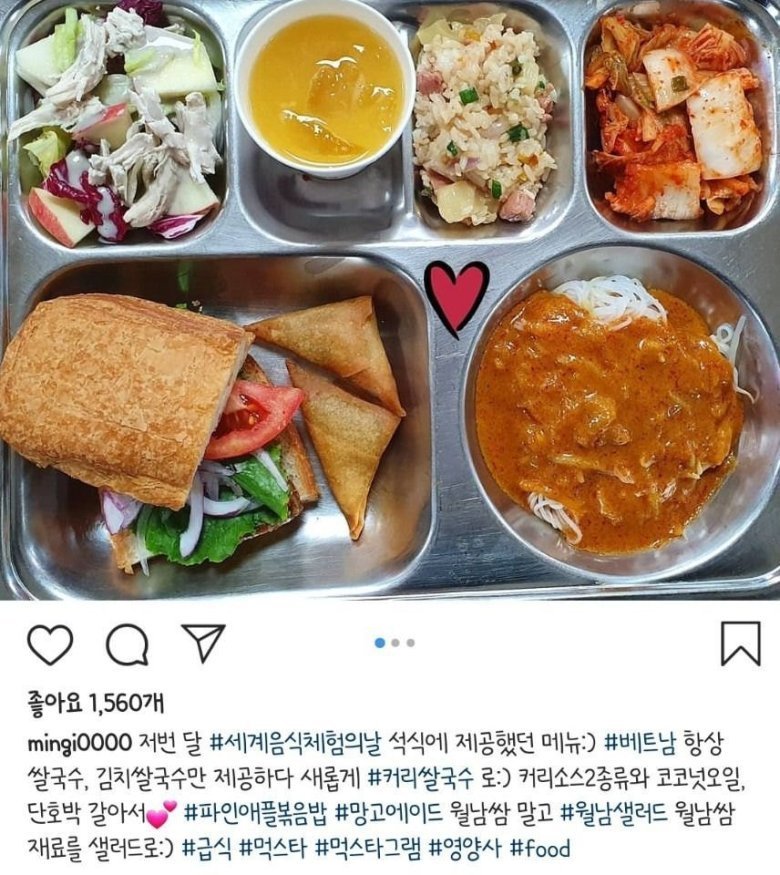 좋아요 1,560개
mingi0000 저번 달 #세계음식체험의날 석식에 제공했던 메뉴:) #베트남 항상
쌀국수, 김치쌀국수만 제공하다 새롭게 #커리쌀국수 로:) 커리소스2종류와 코코넛오일,
단호박 갈아서💕 #파인애플볶음밥 #망고에이드 월남쌈 말고 #월남샐러드 월남쌈
재료를 샐러드로:) #급식 #먹스타 #먹스타그램 #영양사 #food